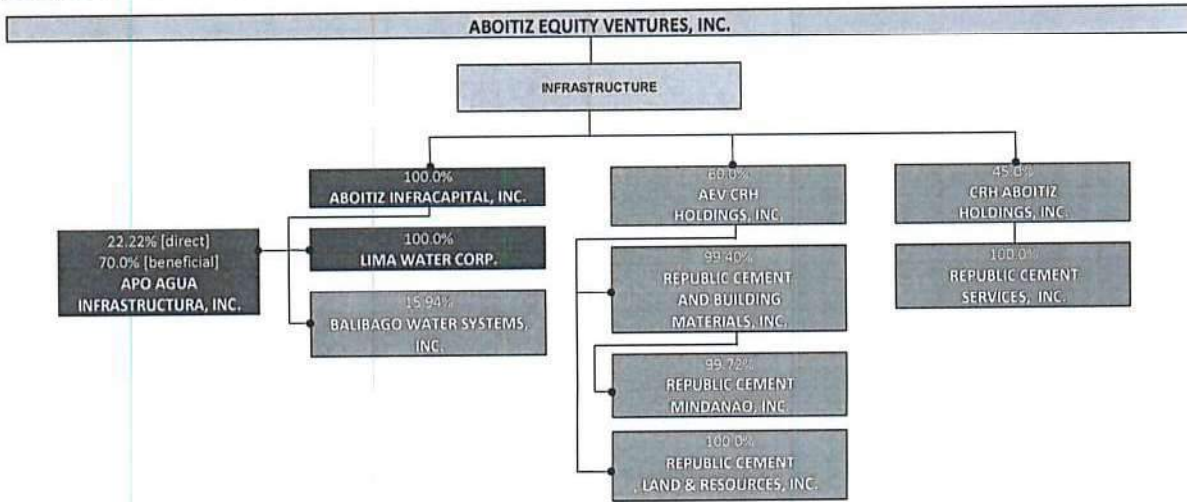 ABOITIZ EQUITY VENTURES, INC.
INFRASTRUCTURE
100.0%
ABOITIZ INFRACAPITAL, INC.
22.22% [direct]
70.0% [beneficial]
APO AGUA
INFRASTRUCTURA, INC.
100.0%
LIMA WATER CORP.
15.94%
BALIBAGO WATER SYSTEMS,
INC.
60.0%
AEV CRH
HOLDINGS, INC.
99.40%
REPUBLIC CEMENT
AND BUILDING
MATERIALS, INC.
99.72%
REPUBLIC CEMENT
MINDANAO, INC.
100.0%
REPUBLIC CEMENT
LAND & RESOURCES, INC.
45.0%
CRH ABOITIZ
HOLDINGS, INC.
100.0%
REPUBLIC CEMENT
SERVICES, INC.